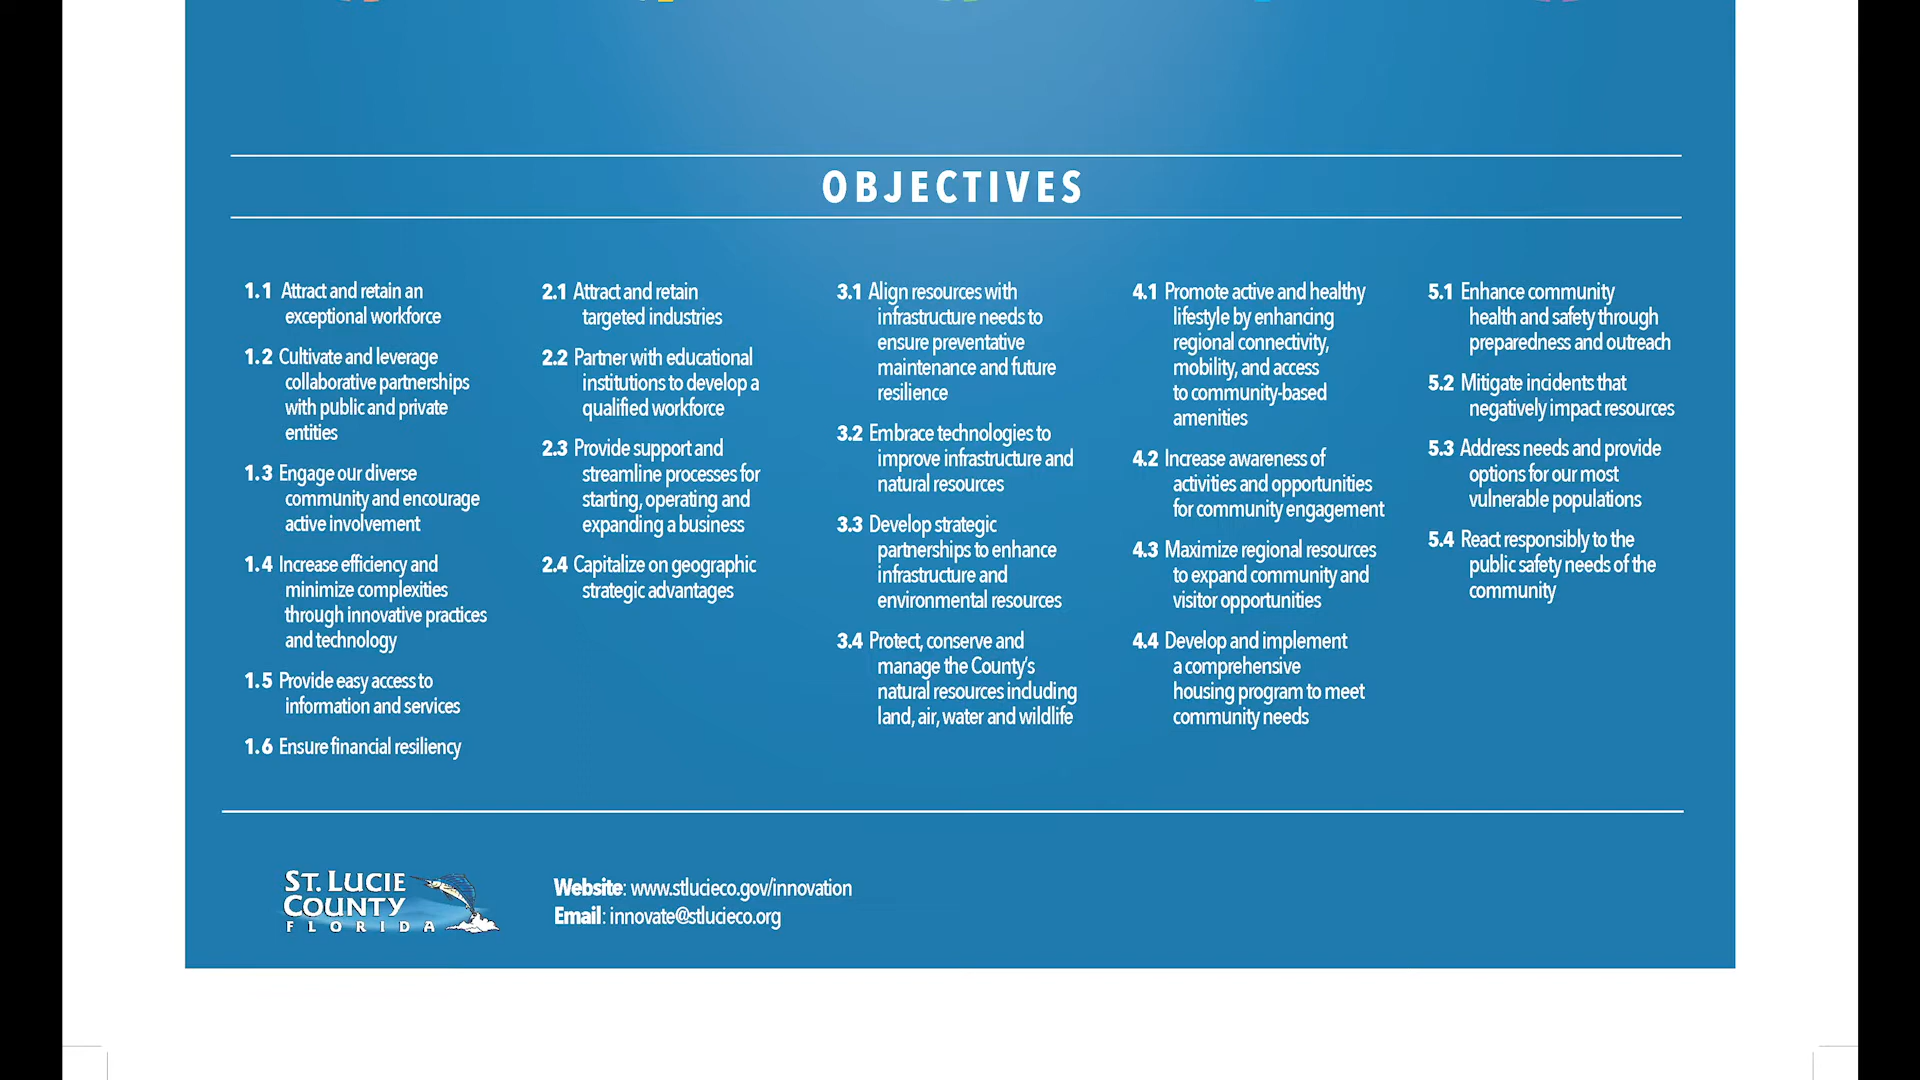 OBJECTIVES
1.1 Attract and retain an
exceptional workforce
1.2 Cultivate and leverage
collaborative partnerships
with public and private
entities
1.3 Engage our diverse
community and encourage
active involvement
1.4 Increase efficiency and
minimize complexities
through innovative practices
and technology
1.5 Provide easy access to
information and services
1.6 Ensure financial resiliency
2.1 Attract and retain
targeted industries
2.2 Partner with educational
institutions to develop a
qualified workforce
2.3 Provide support and
streamline processes for
starting, operating and
expanding a business
2.4 Capitalize on geographic
strategic advantages
3.1 Align resources with
infrastructure needs to
ensure preventative
maintenance and future
resilience
3.2 Embrace technologies to
improve infrastructure and
natural resources
3.3 Develop strategic
partnerships to enhance
infrastructure and
environmental resources
3.4 Protect, conserve and
manage the County's
natural resources including
land, air, water and wildlife
4.1 Promote active and healthy
lifestyle by enhancing
regional connectivity,
mobility, and access
to community-based
amenities
4.2 Increase awareness of
activities and opportunities
for community engagement
4.3 Maximize regional resources
to expand community and
visitor opportunities
4.4 Develop and implement
a comprehensive
housing program to meet
community needs
5.1 Enhance community
health and safety through
preparedness and outreach
5.2 Mitigate incidents that
negatively impact resources
5.3 Address needs and provide
options for our most
vulnerable populations
5.4 React responsibly to the
public safety needs of the
community
ST. LUCIE
COUNTY
FLORIDA
Website: www.stlucieco.gov/innovation
Email: innovate@stlucieco.org